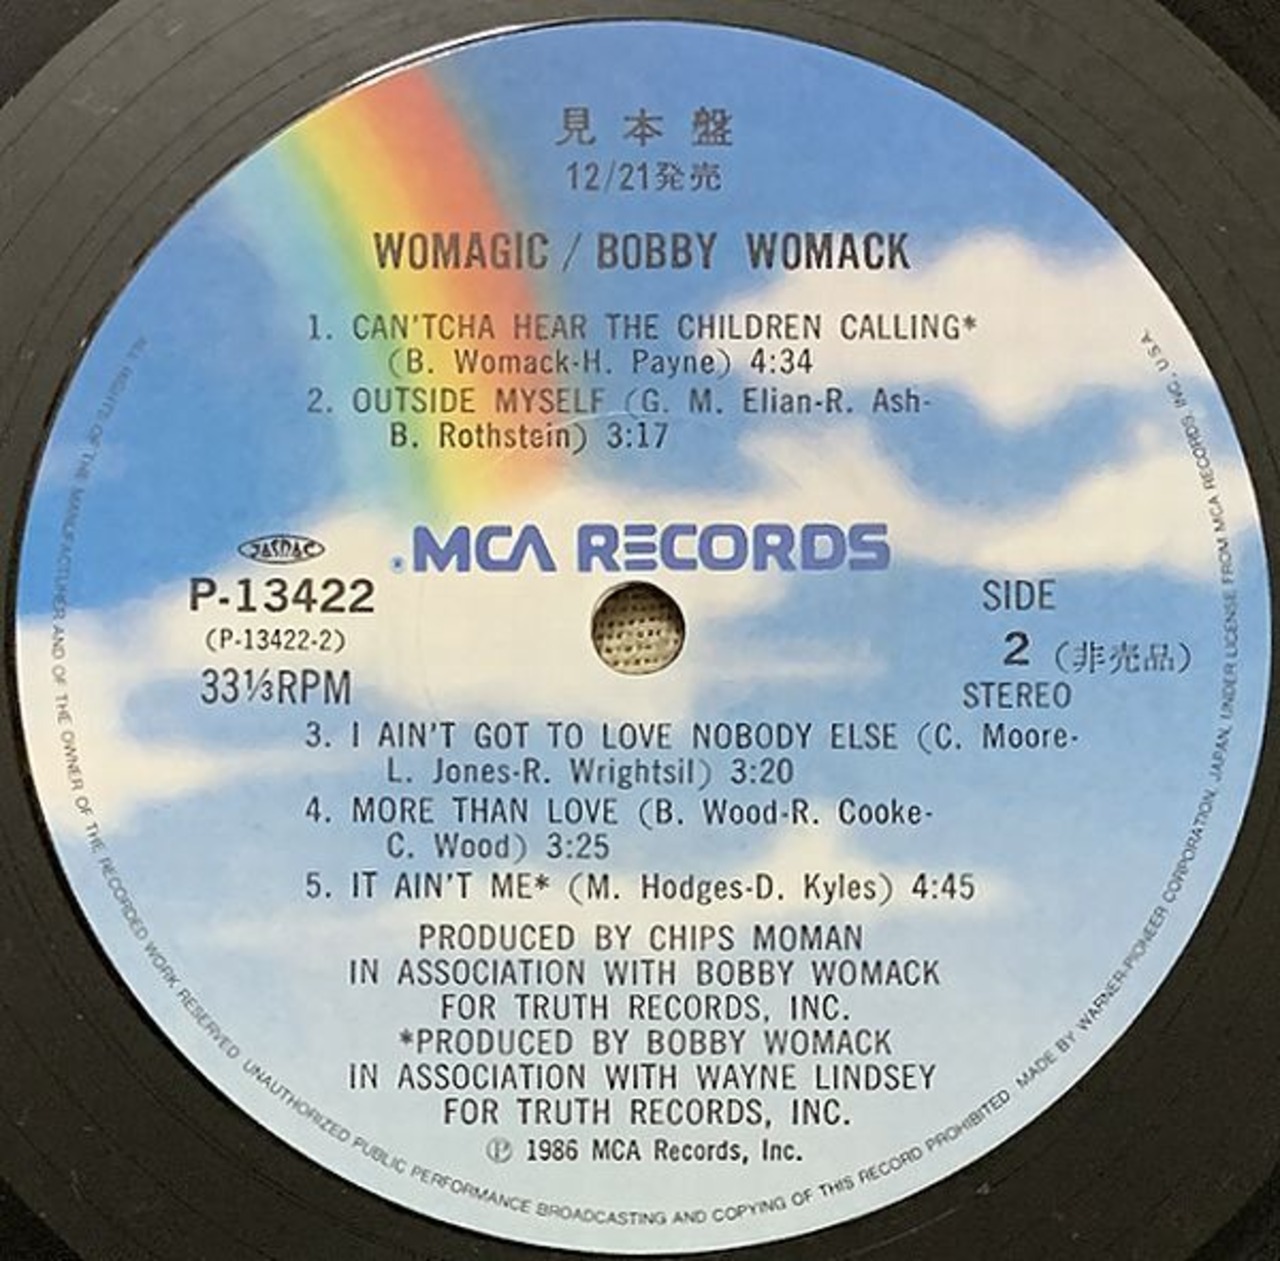 見本盤
12/21発売
WOMAGIC / BOBBY WOMACK
1. CAN'TCHA HEAR THE CHILDREN CALLING*
(B. Womack-H. Payne) 4:34
2. OUTSIDE MYSELF (G. M. Elian-R. Ash-
B. Rothstein) 3:17
MCA RECORDS
JASRAC
P-13422
(P-13422-2)
33⅓RPM
SIDE
2 (非売品)
STEREO
3. I AIN'T GOT TO LOVE NOBODY ELSE (C. Moore-
L. Jones-R. Wrightsil) 3:20
4. MORE THAN LOVE (B. Wood-R. Cooke-
C. Wood) 3:25
5. IT AIN'T ME* (M. Hodges-D. Kyles) 4:45
PRODUCED BY CHIPS MOMAN
IN ASSOCIATION WITH BOBBY WOMACK
FOR TRUTH RECORDS, INC.
*PRODUCED BY BOBBY WOMACK
IN ASSOCIATION WITH WAYNE LINDSEY
FOR TRUTH RECORDS, INC.
℗ 1986 MCA Records, Inc.
ALL RIGHTS OF THE MANUFACTURER AND OF THE OWNER OF THE RECORDED WORK RESERVED. UNAUTHORIZED PUBLIC PERFORMANCE BROADCASTING AND COPYING OF THIS RECORD PROHIBITED MADE BY WARNER-PIONEER CORPORATION, JAPAN, UNDER LICENSE FROM MCA RECORDS, INC., U.S.A.